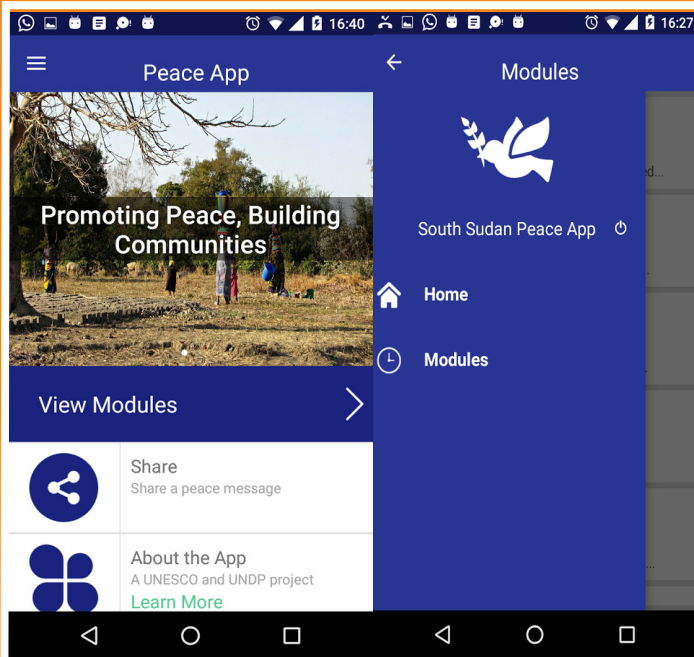 16:40
Peace App
Promoting Peace, Building
Communities
View Modules
Share
Share a peace message
About the App
A UNESCO and UNDP project
Learn More
16:27
Modules
South Sudan Peace App
Home
Modules
ed...
...